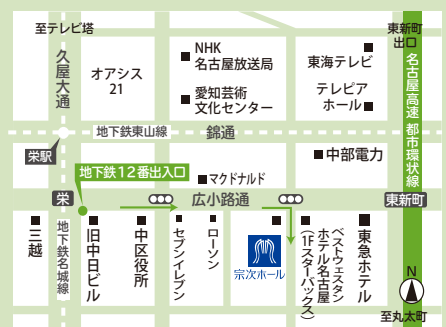 至テレビ塔
東新町
出口
久屋大通
オアシス
21
NHK
名古屋放送局
愛知芸術
文化センター
東海テレビ
テレピア
ホール
名古屋高速 都市環状線
地下鉄東山線
錦通
栄駅
中部電力
地下鉄12番出入口
マクドナルド
栄
広小路通
東新町
三越
地下鉄名城線
旧中日ビル
中区役所
セブンイレブン
ローソン
宗次ホール
ベストウェスタン
ホテル名古屋
(1Fスターバックス)
東急ホテル
N
至丸太町